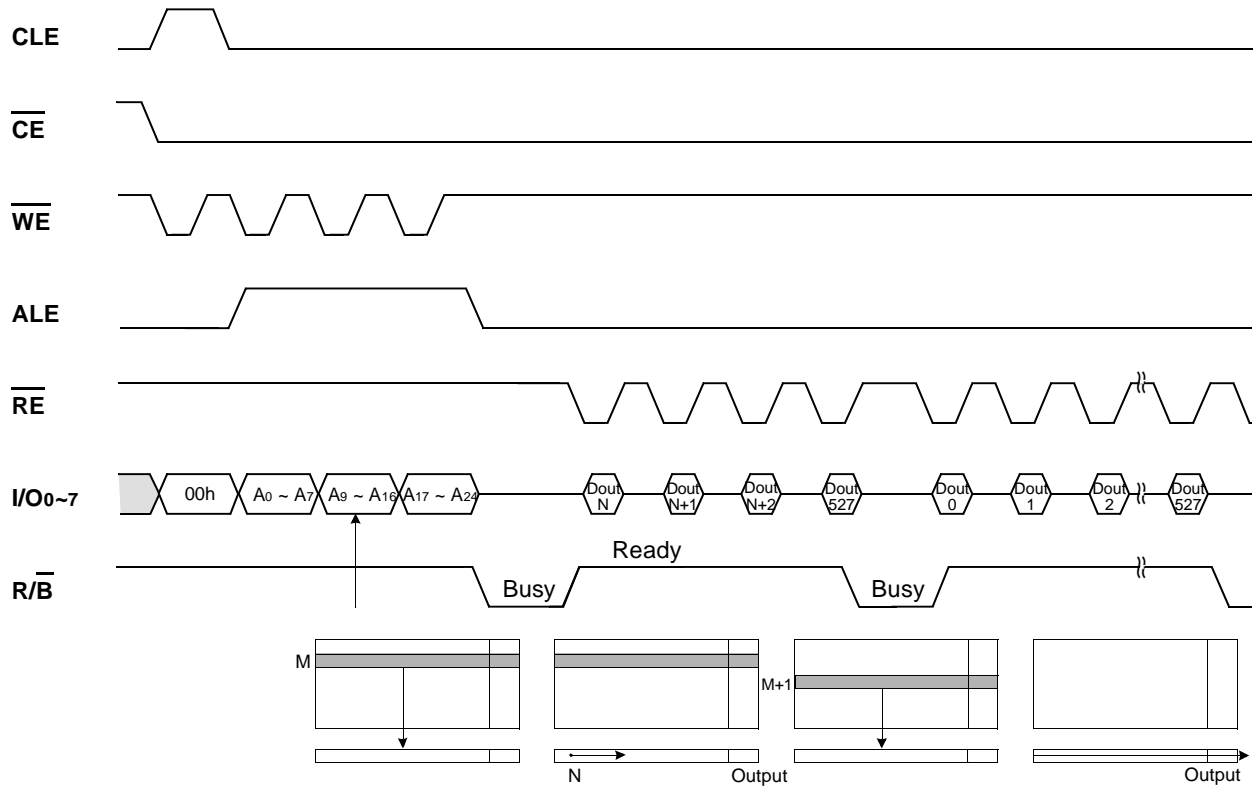 CLE
CE
WE
ALE
RE
I/O0~7 00h A0 ~ A7 A9 ~ A16 A17 ~ A24 Dout N Dout N+1 Dout N+2 Dout 527 Dout 0 Dout 1 Dout 2 Dout 527
Ready
R/B Busy Busy
M
M+1
N Output Output